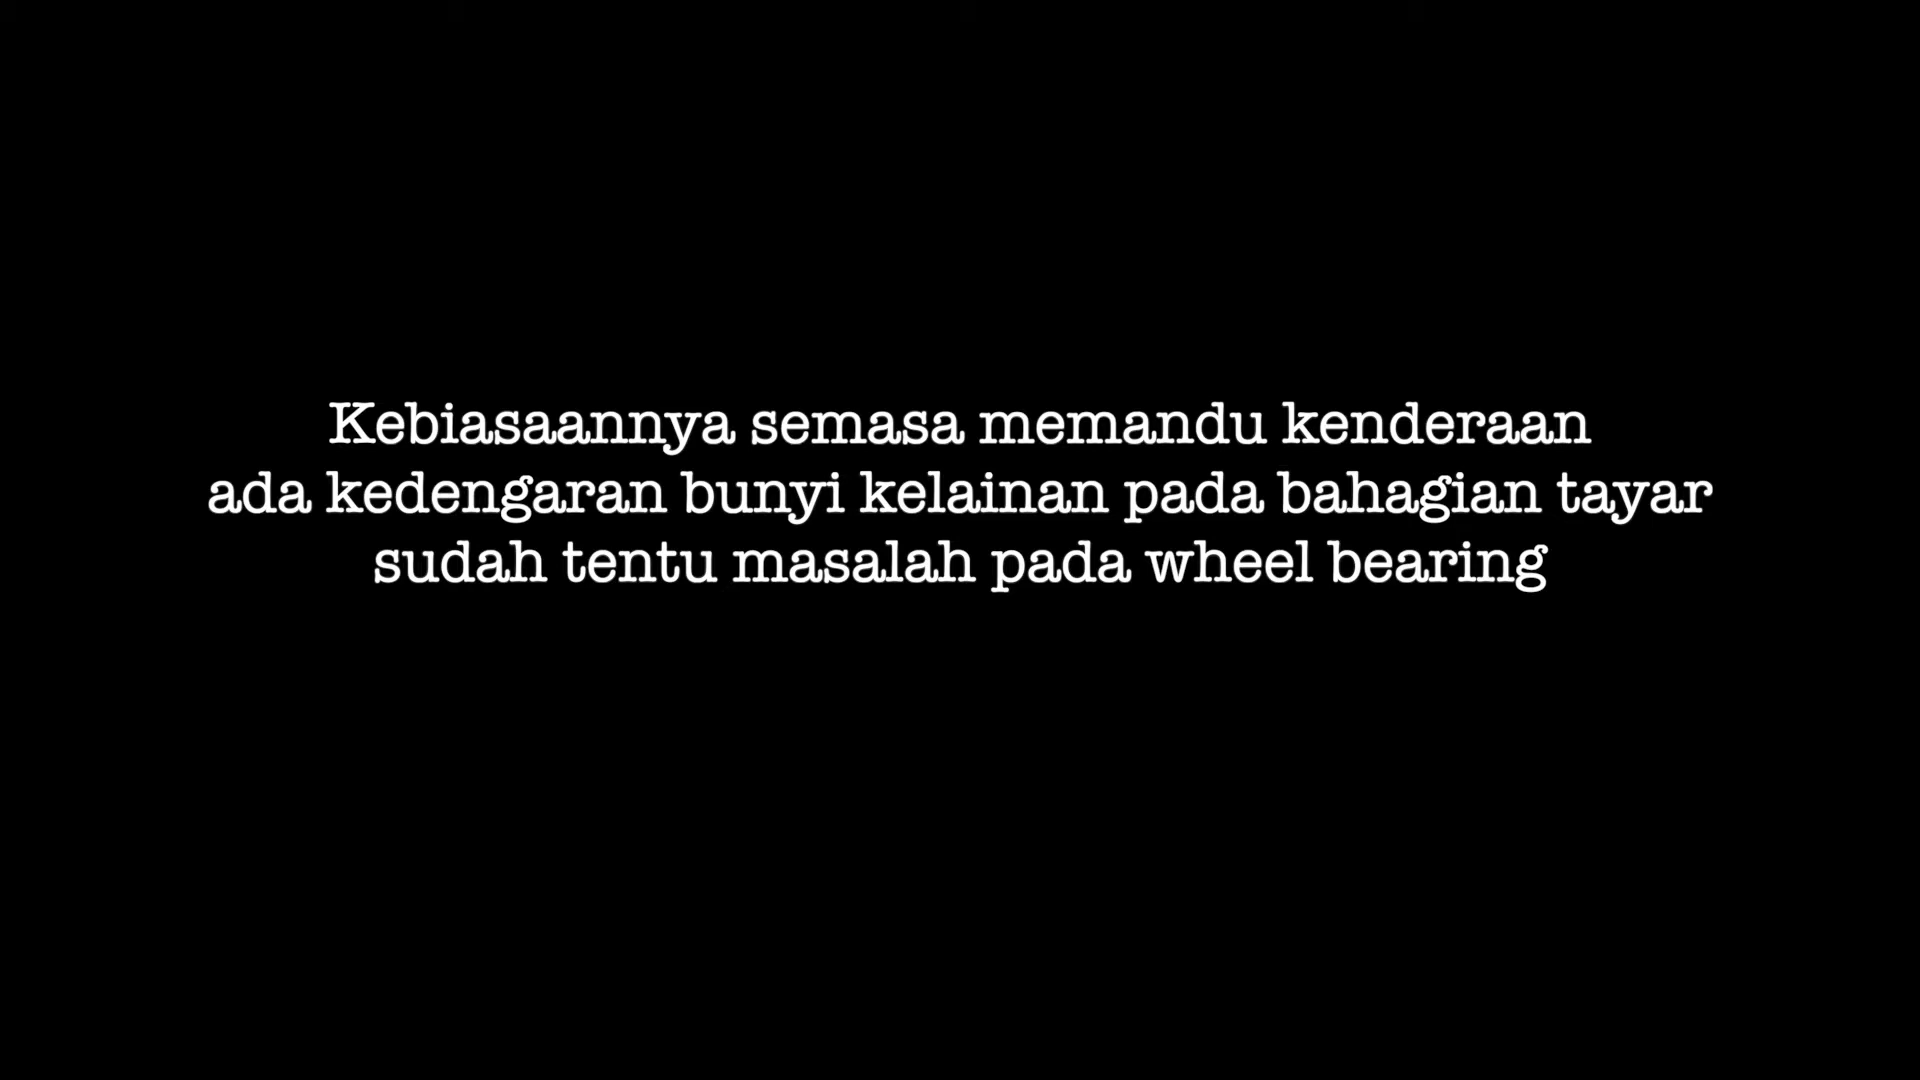 Kebiasaannya semasa memandu kenderaan
ada kedengaran bunyi kelainan pada bahagian tayar
sudah tentu masalah pada wheel bearing